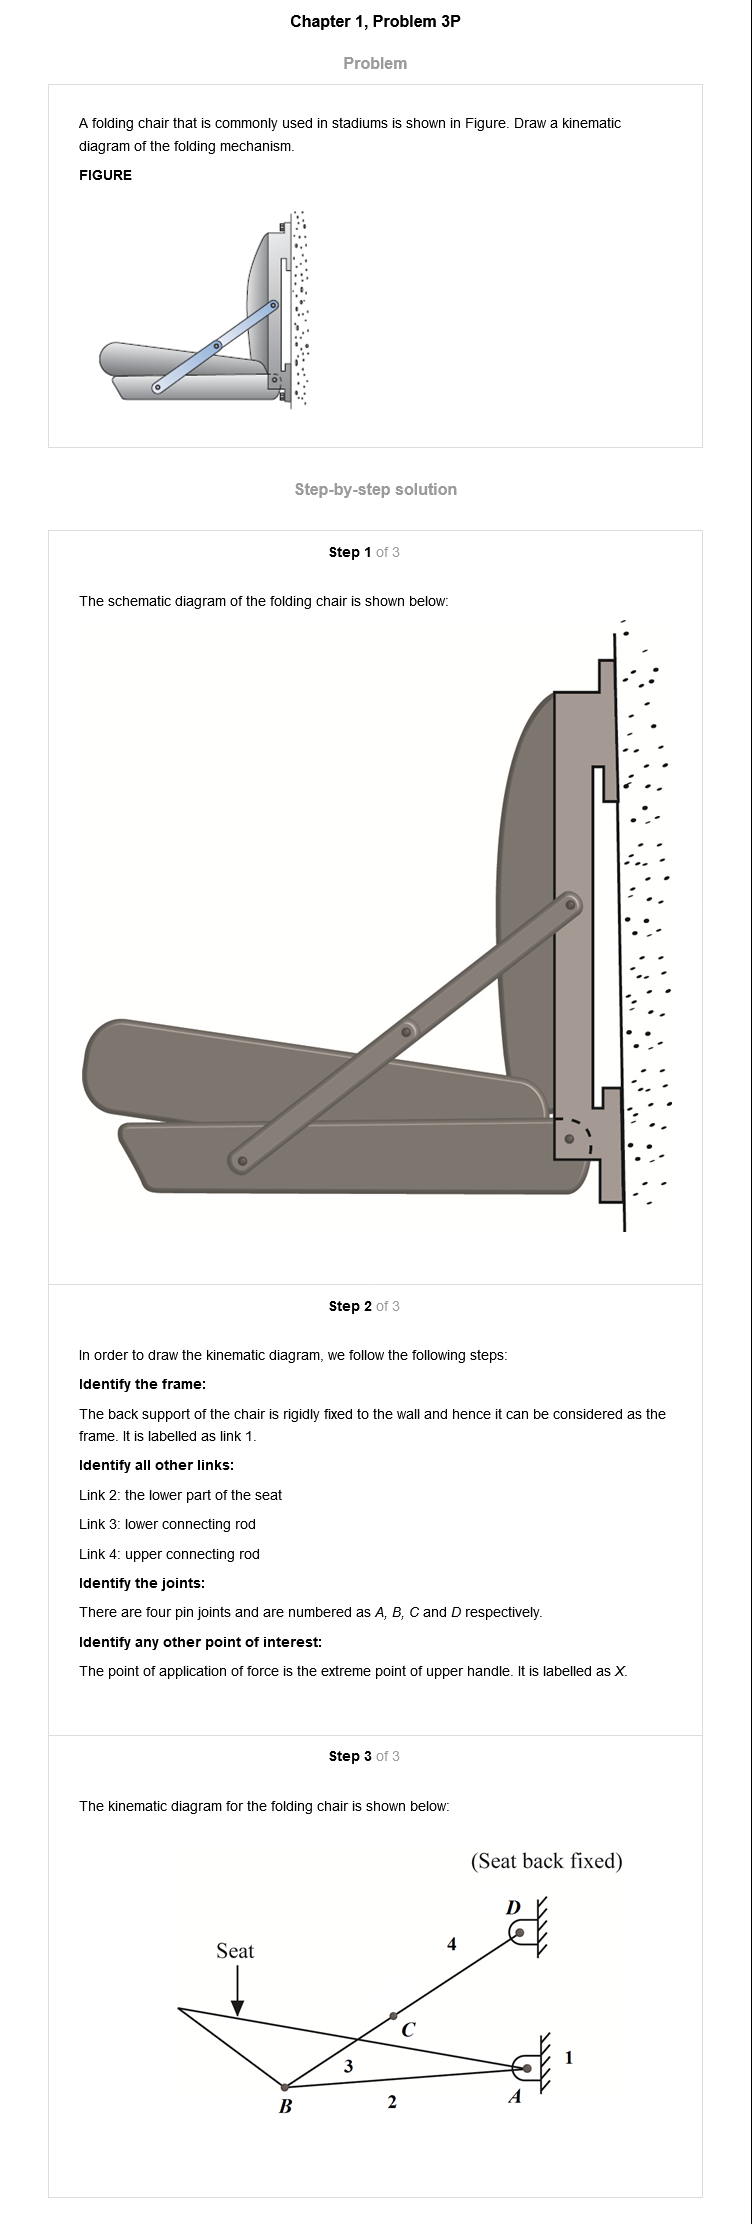 Chapter 1, Problem 3P
Problem
A folding chair that is commonly used in stadiums is shown in Figure. Draw a kinematic
diagram of the folding mechanism.
FIGURE
Step-by-step solution
Step 1 of 3
The schematic diagram of the folding chair is shown below:
Step 2 of 3
In order to draw the kinematic diagram, we follow the following steps:
Identify the frame:
The back support of the chair is rigidly fixed to the wall and hence it can be considered as the
frame. It is labelled as link 1.
Identify all other links:
Link 2: the lower part of the seat
Link 3: lower connecting rod
Link 4: upper connecting rod
Identify the joints:
There are four pin joints and are numbered as A, B, C and D respectively.
Identify any other point of interest:
The point of application of force is the extreme point of upper handle. It is labelled as X.
Step 3 of 3
The kinematic diagram for the folding chair is shown below:
(Seat back fixed)
D
4
Seat
C
3
1
2
A
B